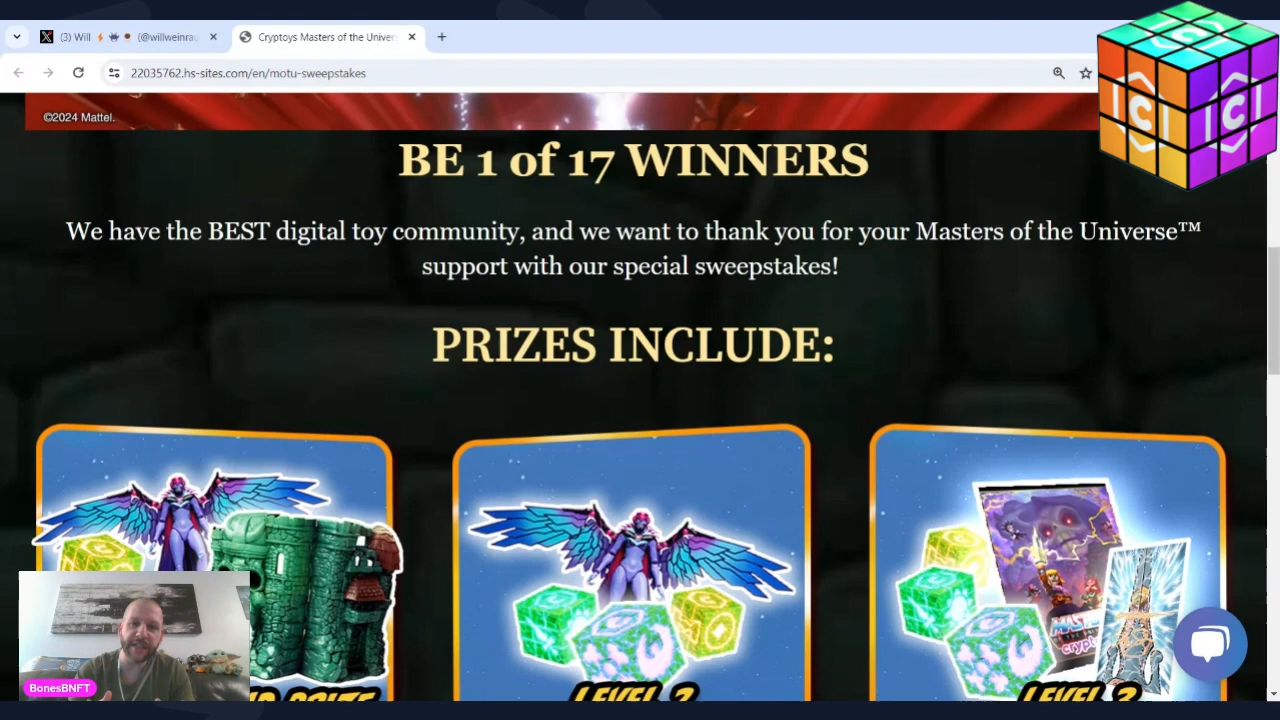 (3) Will (@willweinrau
Cryptoys Masters of the Univer
22035762.hs-sites.com/en/motu-sweepstakes
©2024 Mattel.
BE 1 of 17 WINNERS
We have the BEST digital toy community, and we want to thank you for your Masters of the Universe™
support with our special sweepstakes!
PRIZES INCLUDE:
LEVEL 2
LEVEL 3
BonesBNFT